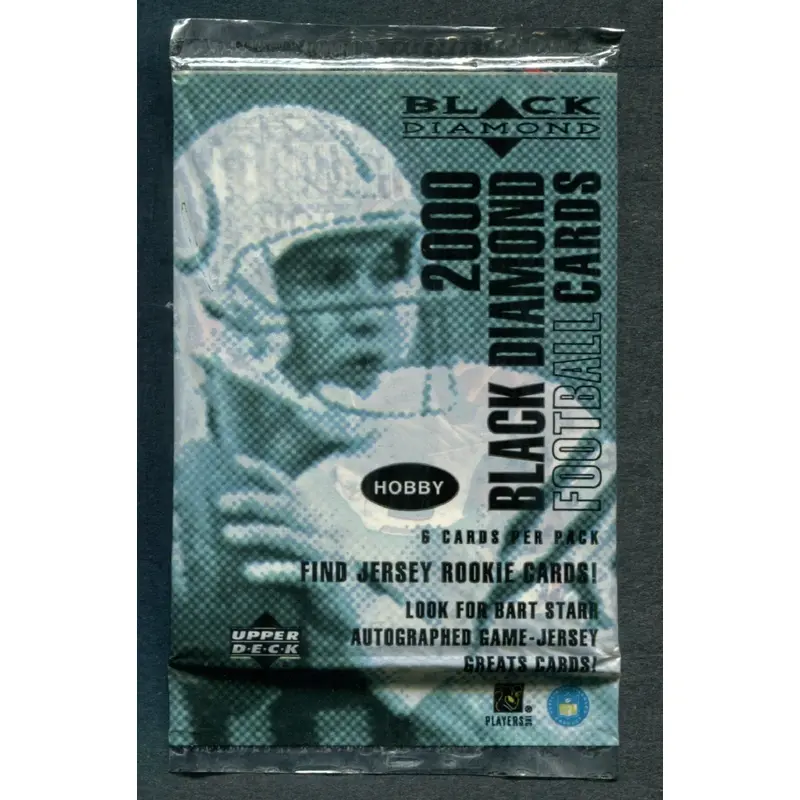 BLACK
DIAMOND
2000
BLACK DIAMOND
FOOTBALL CARDS
HOBBY
6 CARDS PER PACK
FIND JERSEY ROOKIE CARDS!
LOOK FOR BART STARR
AUTOGRAPHED GAME-JERSEY
GREATS CARDS!
UPPER
D·E·C·K
PLAYERS INC
®